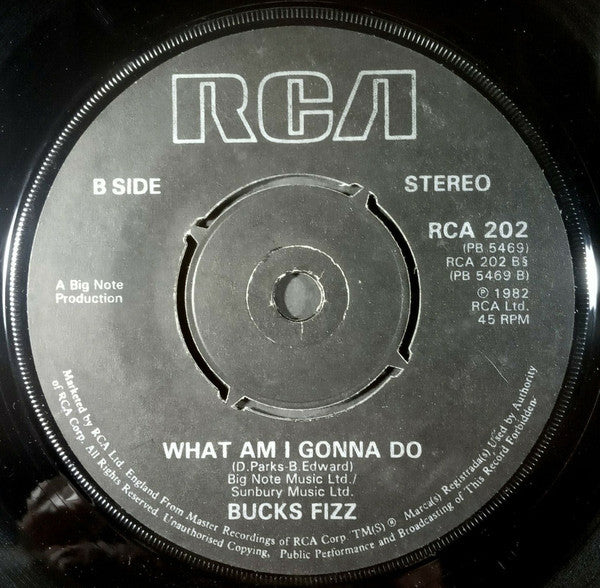 RCA
B SIDE
STEREO
RCA 202
(PB 5469)
RCA 202 B§
(PB 5469 B)
℗ 1982
RCA Ltd.
45 RPM
A Big Note
Production
WHAT AM I GONNA DO
(D.Parks-B.Edward)
Big Note Music Ltd./
Sunbury Music Ltd.
BUCKS FIZZ
Marketed by RCA Ltd. England From Master Recordings of RCA Corp. TM(S) ® Marca(s) Registrada(s) Used by Authority
of RCA Corp. All Rights Reserved. Unauthorised Copying, Public Performance and Broadcasting of This Record Forbidden.